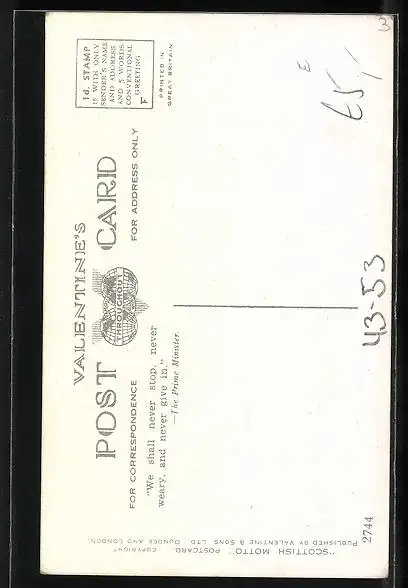 VALENTINE'S
POST CARD
THROUGHOUT
FOR CORRESPONDENCE
FOR ADDRESS ONLY
"We shall never stop, never
weary, and never give in."
—The Prime Minister.
1d. STAMP
IF WITH ONLY
SENDER'S NAME
AND ADDRESS
AND 5 WORDS
CONVENTIONAL
GREETING
F
PRINTED IN
GREAT BRITAIN
"SCOTTISH MOTTO" POSTCARD. COPYRIGHT
PUBLISHED BY VALENTINE & SONS LTD. DUNDEE AND LONDON.
2744
43-53
E
3